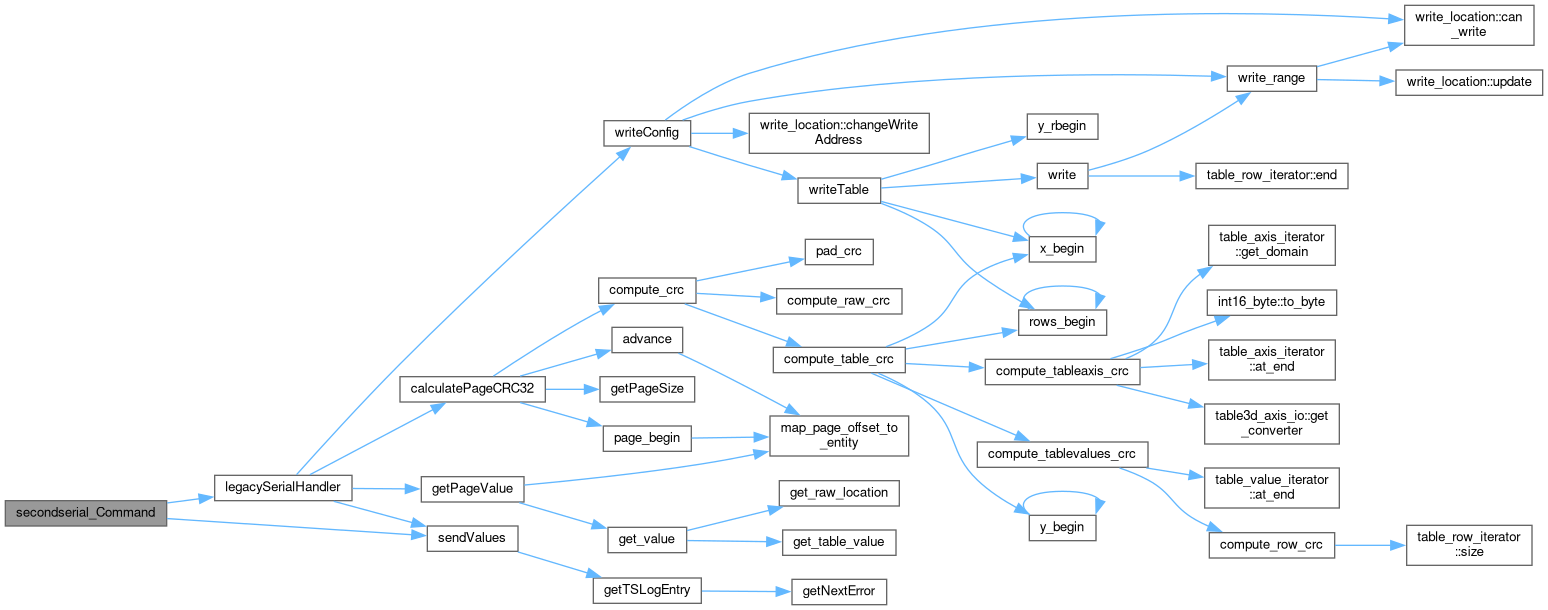 secondserial_Command
legacySerialHandler
writeConfig
calculatePageCRC32
getPageValue
sendValues
write_location::changeWrite
Address
writeTable
compute_crc
advance
getPageSize
page_begin
get_value
getTSLogEntry
pad_crc
compute_raw_crc
compute_table_crc
map_page_offset_to
_entity
get_raw_location
get_table_value
getNextError
y_rbegin
write
x_begin
rows_begin
compute_tableaxis_crc
compute_tablevalues_crc
y_begin
write_range
table_row_iterator::end
table_axis_iterator
::get_domain
int16_byte::to_byte
table_axis_iterator
::at_end
table3d_axis_io::get
_converter
table_value_iterator
::at_end
compute_row_crc
write_location::can
_write
write_location::update
table_row_iterator
::size